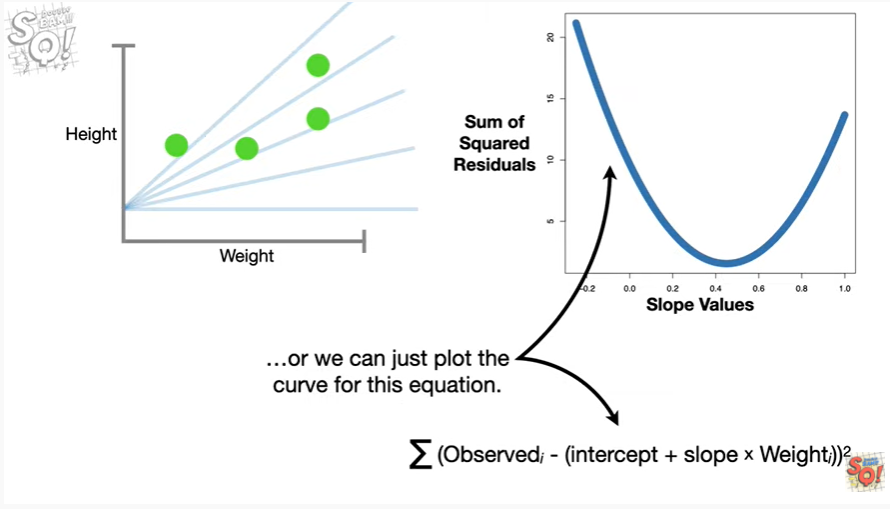 Height
Weight
Sum of
Squared
Residuals
20
15
10
5
-0.2 0.0 0.2 0.4 0.6 0.8 1.0
Slope Values
…or we can just plot the
curve for this equation.
∑ (Observedᵢ - (intercept + slope × Weightᵢ))²
SQ!